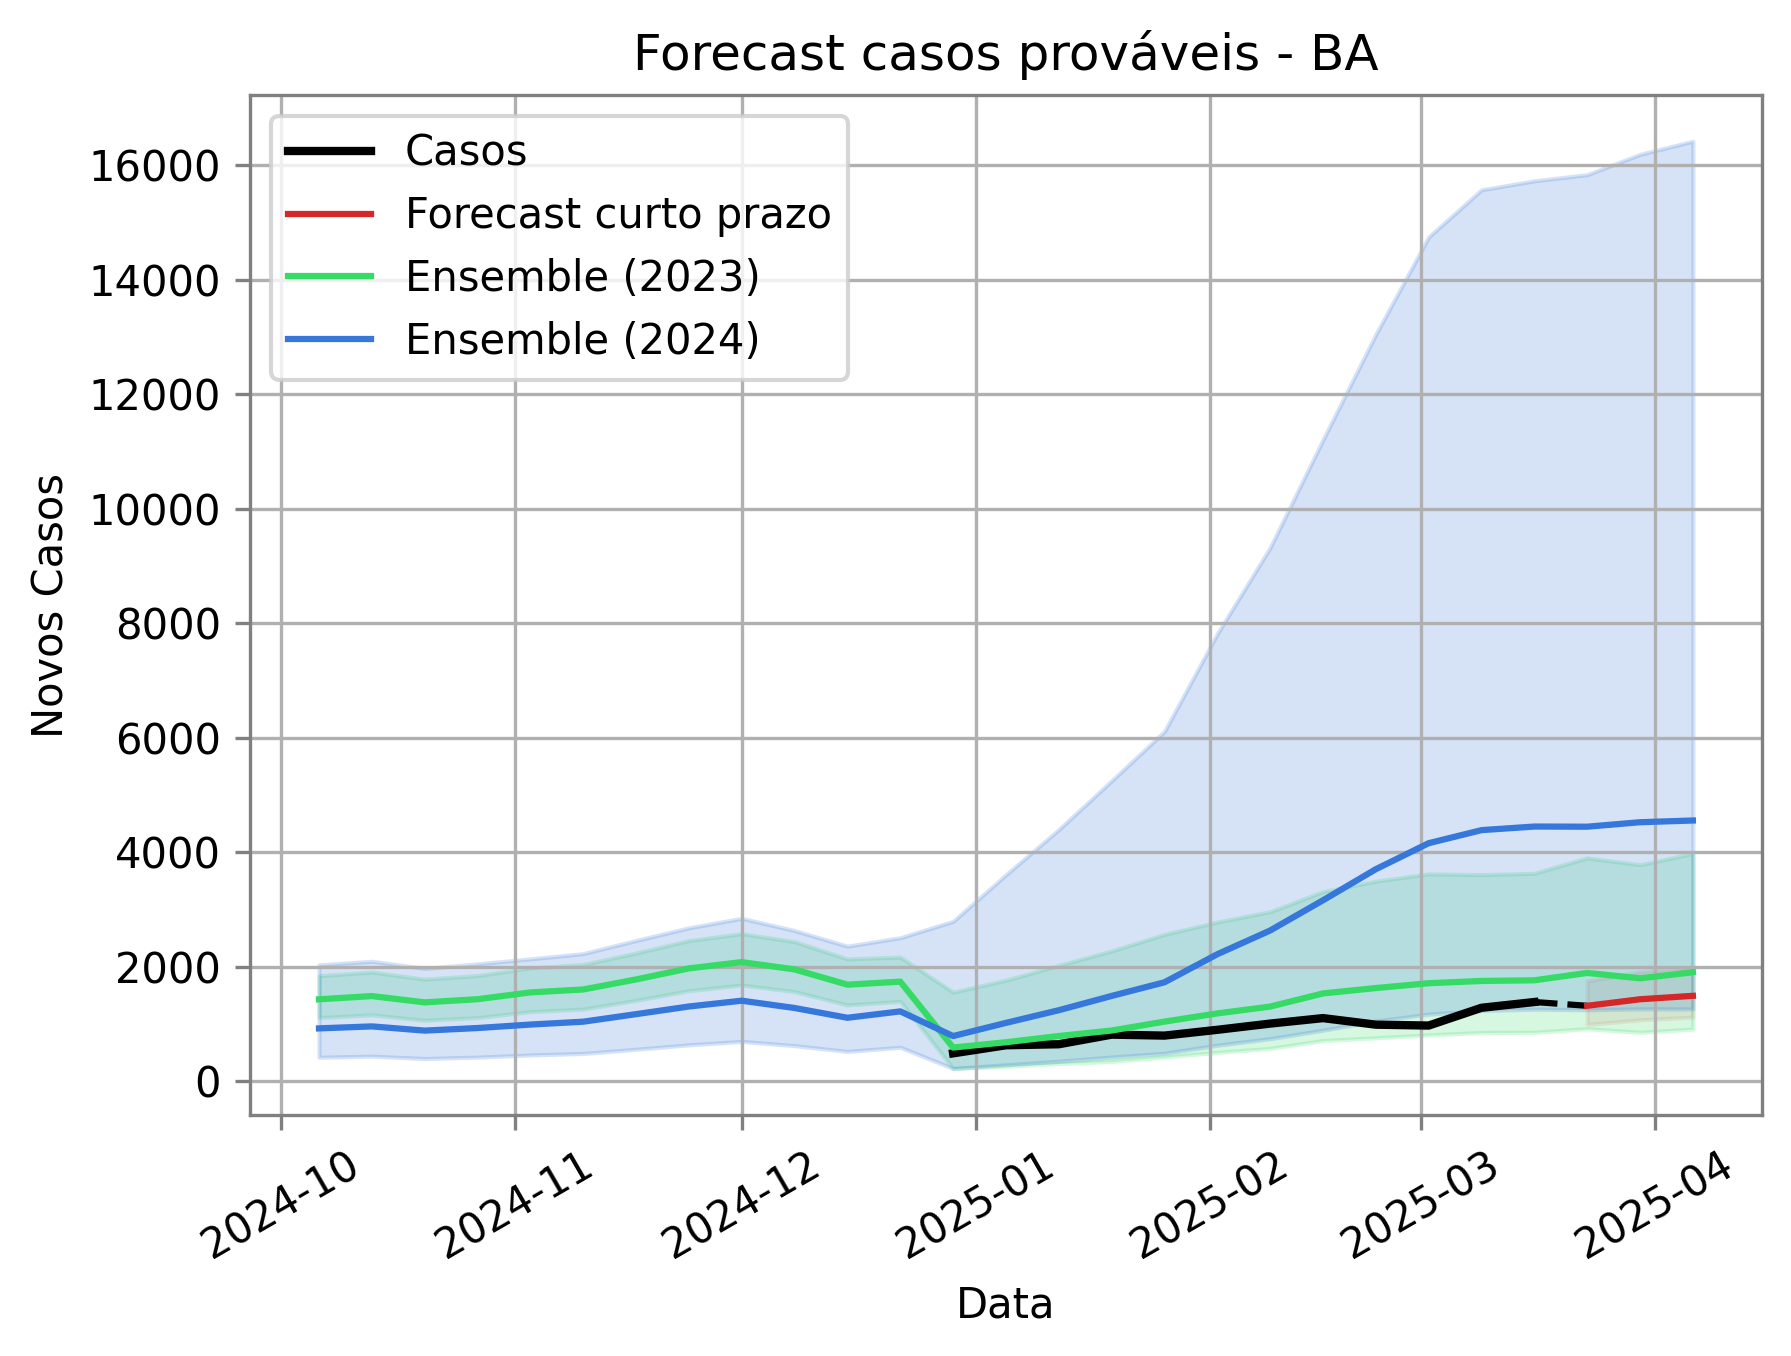 Forecast casos prováveis - BA
Casos
Forecast curto prazo
Ensemble (2023)
Ensemble (2024)
16000
14000
12000
10000
8000
6000
4000
2000
0
Novos Casos
2024-10
2024-11
2024-12
2025-01
2025-02
2025-03
2025-04
Data